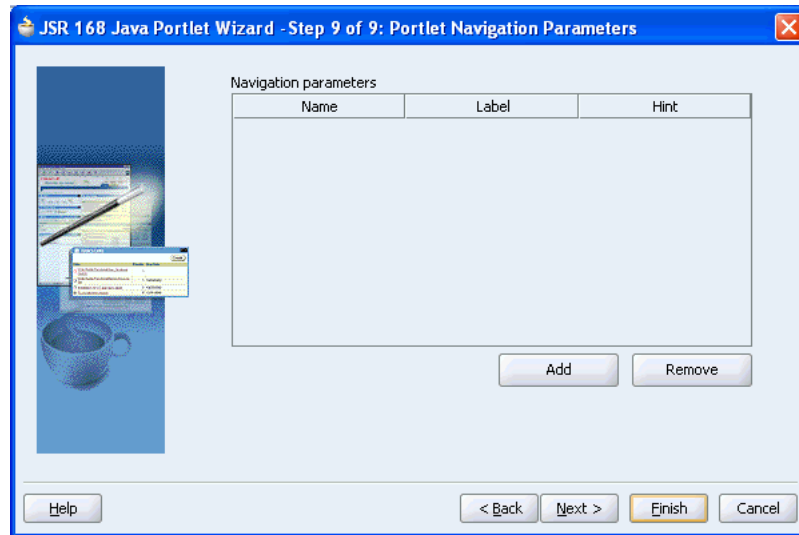 JSR 168 Java Portlet Wizard - Step 9 of 9: Portlet Navigation Parameters
Navigation parameters
Name Label Hint
Add Remove
Help < Back Next > Finish Cancel